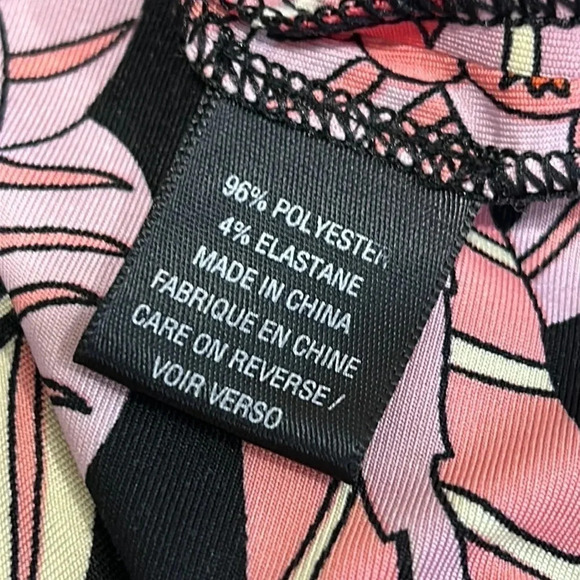 96% POLYESTER
4% ELASTANE
MADE IN CHINA
FABRIQUE EN CHINE
CARE ON REVERSE /
VOIR VERSO